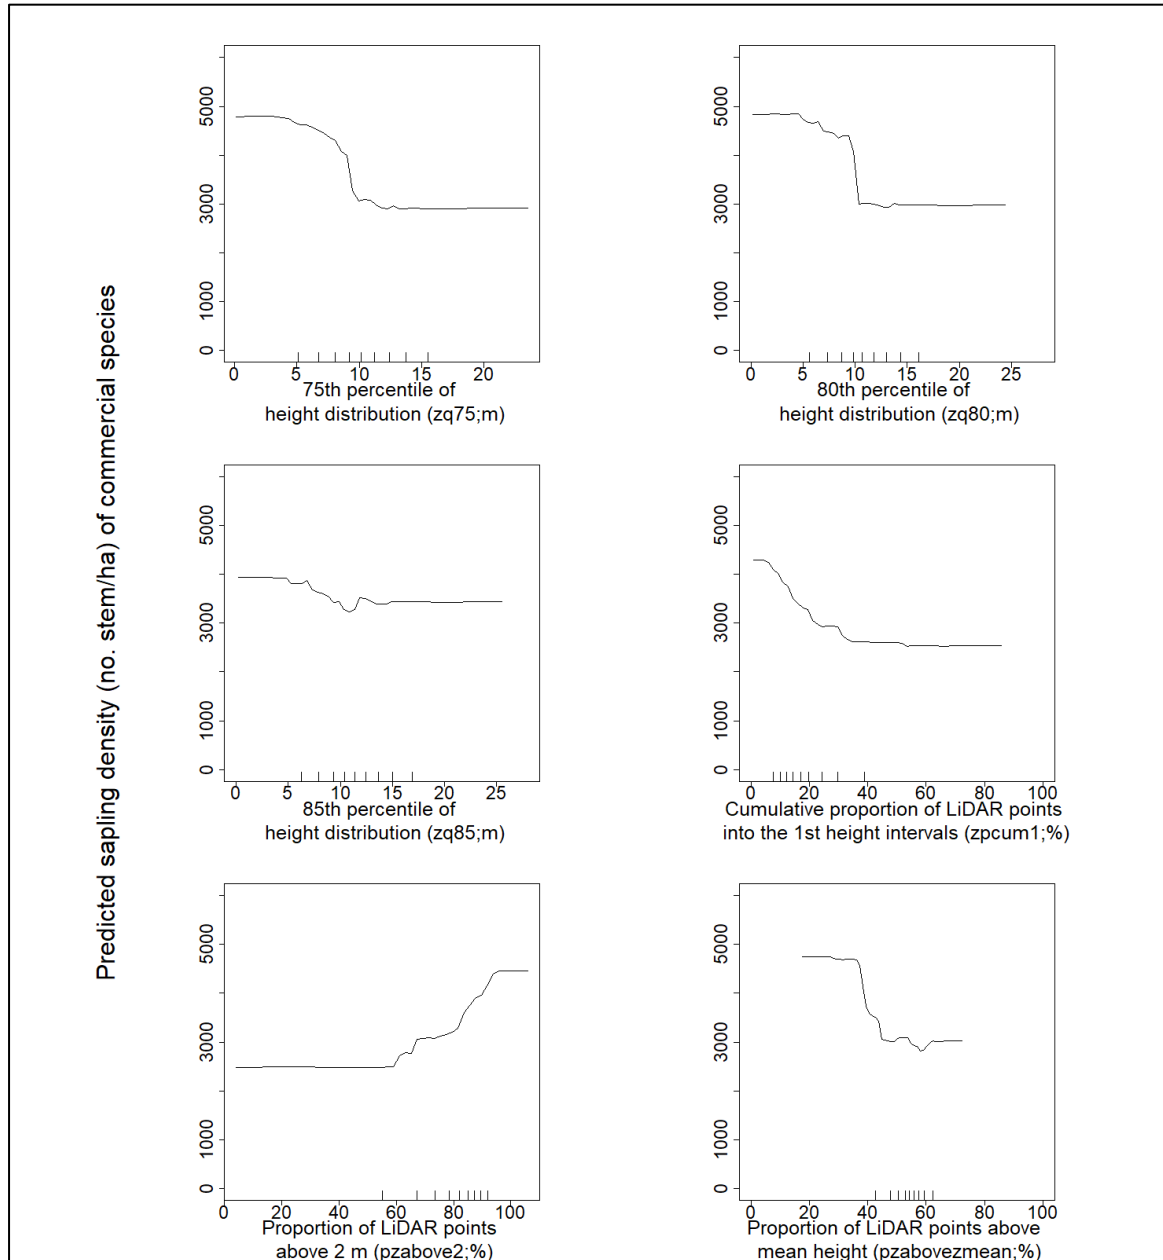 Predicted sapling density (no. stem/ha) of commercial species
5000
3000
1000
0
0 5 10 15 20
75th percentile of
height distribution (zq75;m)
5000
3000
1000
0
0 5 10 15 20 25
80th percentile of
height distribution (zq80;m)
5000
3000
1000
0
0 5 10 15 20 25
85th percentile of
height distribution (zq85;m)
5000
3000
1000
0
0 20 40 60 80 100
Cumulative proportion of LiDAR points
into the 1st height intervals (zpcum1;%)
5000
3000
1000
0
0 20 40 60 80 100
Proportion of LiDAR points
above 2 m (pzabove2;%)
5000
3000
1000
0
0 20 40 60 80 100
Proportion of LiDAR points above
mean height (pzabovezmean;%)